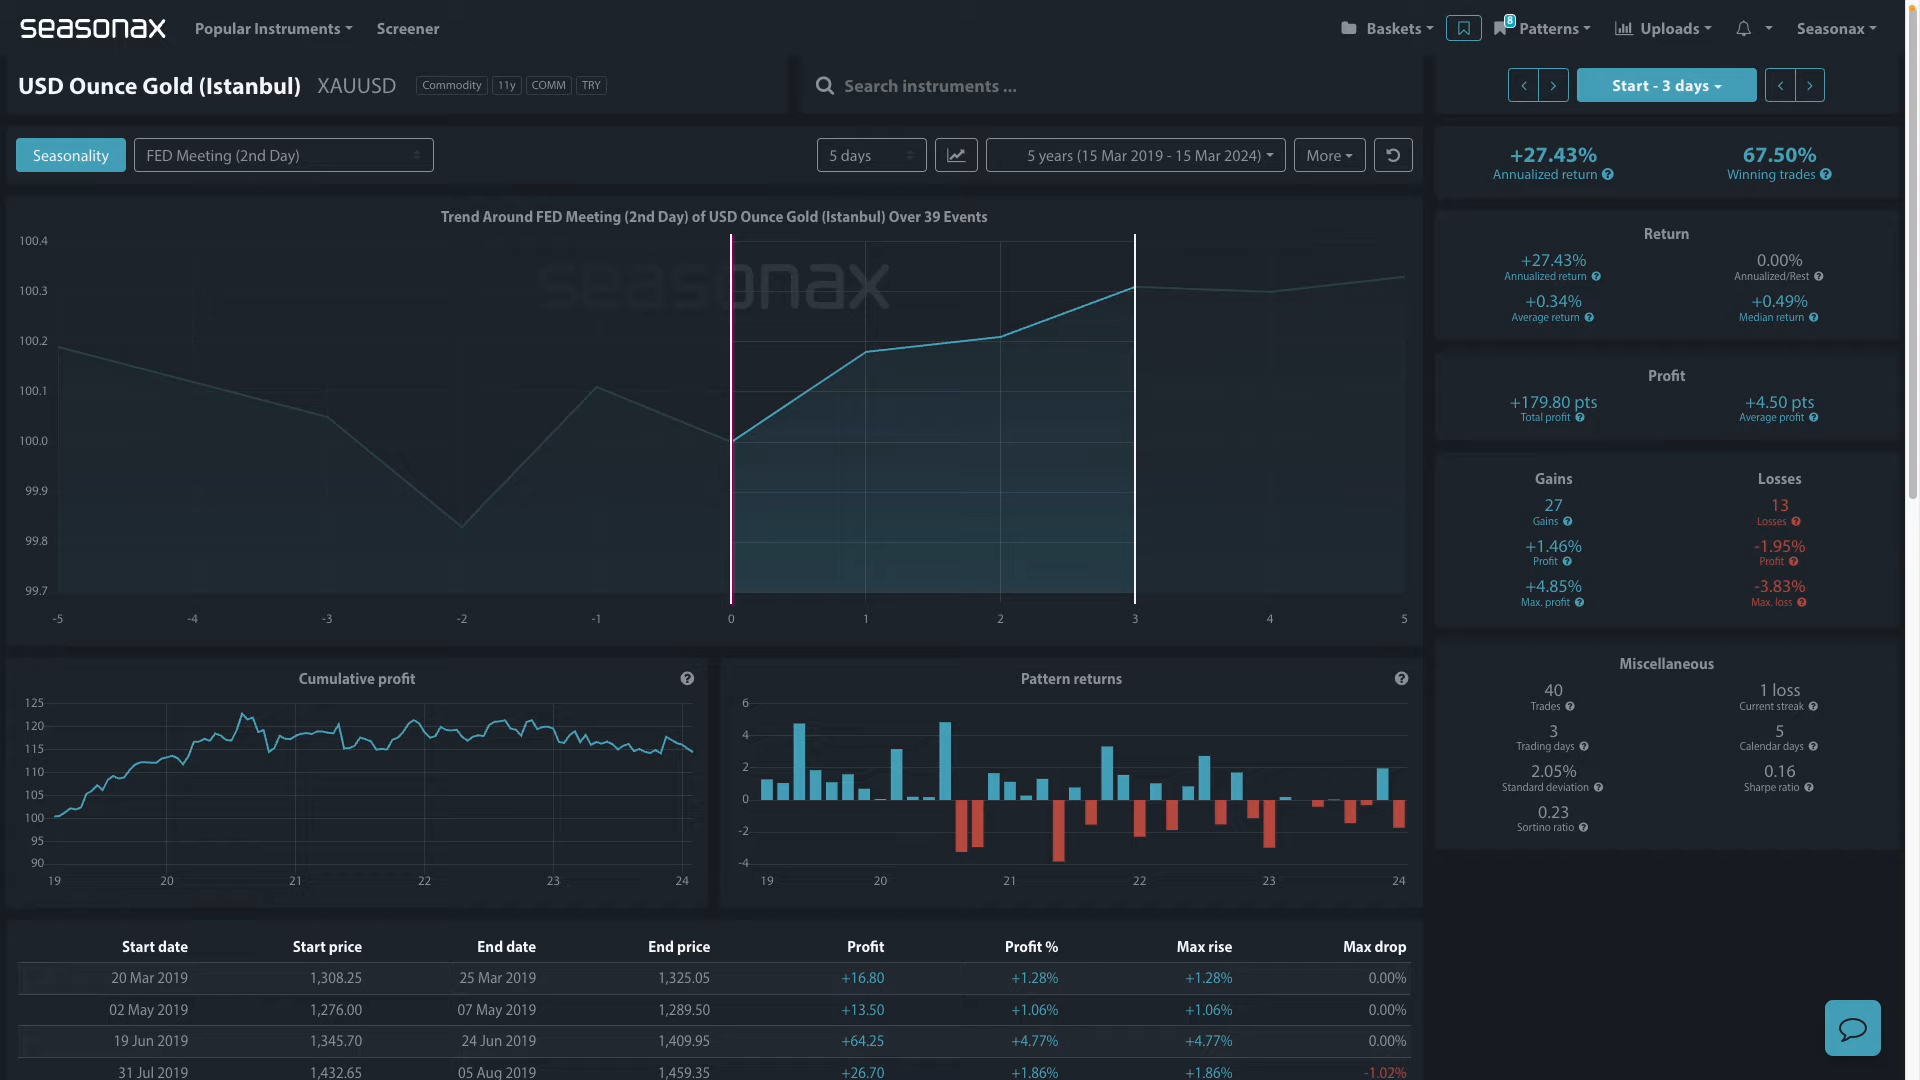 seasonax Popular Instruments Screener Baskets 8 Patterns Uploads Seasonax
USD Ounce Gold (Istanbul) XAUUSD Commodity 11y COMM TRY Search instruments ... Start - 3 days
Seasonality FED Meeting (2nd Day) 5 days 5 years (15 Mar 2019 - 15 Mar 2024) More
Trend Around FED Meeting (2nd Day) of USD Ounce Gold (Istanbul) Over 39 Events
seasonax
100.4
100.3
100.2
100.1
100.0
99.9
99.8
99.7
-5 -4 -3 -2 -1 0 1 2 3 4 5
+27.43% 67.50%
Annualized return Winning trades
Return
+27.43% 0.00%
Annualized return Annualized/Rest
+0.34% +0.49%
Average return Median return
Profit
+179.80 pts +4.50 pts
Total profit Average profit
Gains Losses
27 13
Gains Losses
+1.46% -1.95%
Profit Profit
+4.85% -3.83%
Max. profit Max. loss
Miscellaneous
40 1 loss
Trades Current streak
3 5
Trading days Calendar days
2.05% 0.16
Standard deviation Sharpe ratio
0.23
Sortino ratio
Cumulative profit
125
120
115
110
105
100
95
90
19 20 21 22 23 24
Pattern returns
6
4
2
0
-2
-4
19 20 21 22 23 24
Start date Start price End date End price Profit Profit % Max rise Max drop
20 Mar 2019 1,308.25 25 Mar 2019 1,325.05 +16.80 +1.28% +1.28% 0.00%
02 May 2019 1,276.00 07 May 2019 1,289.50 +13.50 +1.06% +1.06% 0.00%
19 Jun 2019 1,345.70 24 Jun 2019 1,409.95 +64.25 +4.77% +4.77% 0.00%
31 Jul 2019 1,432.65 05 Aug 2019 1,459.35 +26.70 +1.86% +1.86% -1.02%